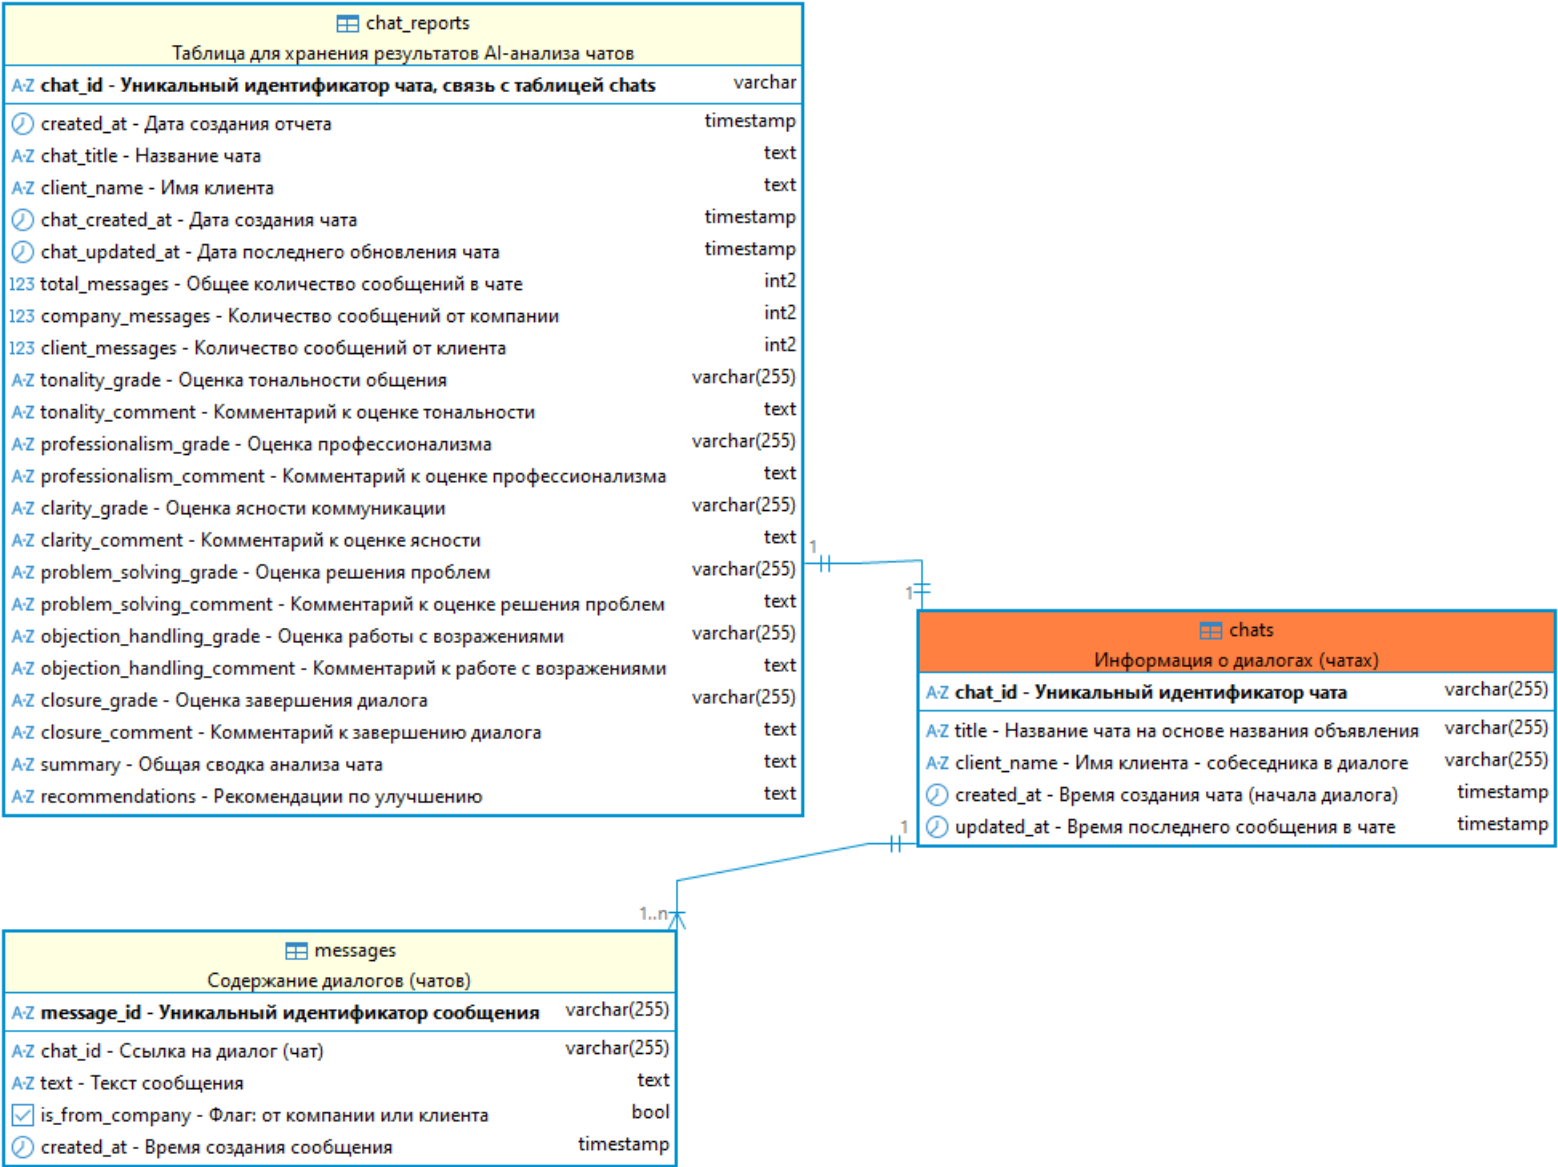 chat_reports
Таблица для хранения результатов AI-анализа чатов
A-Z chat_id - Уникальный идентификатор чата, связь с таблицей chats varchar
created_at - Дата создания отчета timestamp
A-Z chat_title - Название чата text
A-Z client_name - Имя клиента text
chat_created_at - Дата создания чата timestamp
chat_updated_at - Дата последнего обновления чата timestamp
123 total_messages - Общее количество сообщений в чате int2
123 company_messages - Количество сообщений от компании int2
123 client_messages - Количество сообщений от клиента int2
A-Z tonality_grade - Оценка тональности общения varchar(255)
A-Z tonality_comment - Комментарий к оценке тональности text
A-Z professionalism_grade - Оценка профессионализма varchar(255)
A-Z professionalism_comment - Комментарий к оценке профессионализма text
A-Z clarity_grade - Оценка ясности коммуникации varchar(255)
A-Z clarity_comment - Комментарий к оценке ясности text
A-Z problem_solving_grade - Оценка решения проблем varchar(255)
A-Z problem_solving_comment - Комментарий к оценке решения проблем text
A-Z objection_handling_grade - Оценка работы с возражениями varchar(255)
A-Z objection_handling_comment - Комментарий к работе с возражениями text
A-Z closure_grade - Оценка завершения диалога varchar(255)
A-Z closure_comment - Комментарий к завершению диалога text
A-Z summary - Общая сводка анализа чата text
A-Z recommendations - Рекомендации по улучшению text
1
1
chats
Информация о диалогах (чатах)
A-Z chat_id - Уникальный идентификатор чата varchar(255)
A-Z title - Название чата на основе названия объявления varchar(255)
A-Z client_name - Имя клиента - собеседника в диалоге varchar(255)
created_at - Время создания чата (начала диалога) timestamp
updated_at - Время последнего сообщения в чате timestamp
1
1..n
messages
Содержание диалогов (чатов)
A-Z message_id - Уникальный идентификатор сообщения varchar(255)
A-Z chat_id - Ссылка на диалог (чат) varchar(255)
A-Z text - Текст сообщения text
is_from_company - Флаг: от компании или клиента bool
created_at - Время создания сообщения timestamp